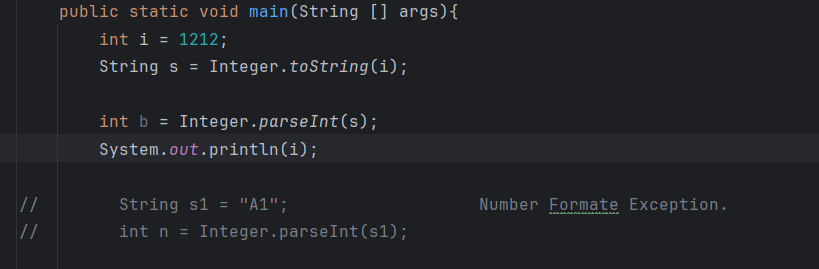 public static void main(String [] args){
int i = 1212;
String s = Integer.toString(i);
int b = Integer.parseInt(s);
System.out.println(i);
// String s1 = "A1"; Number Formate Exception.
// int n = Integer.parseInt(s1);